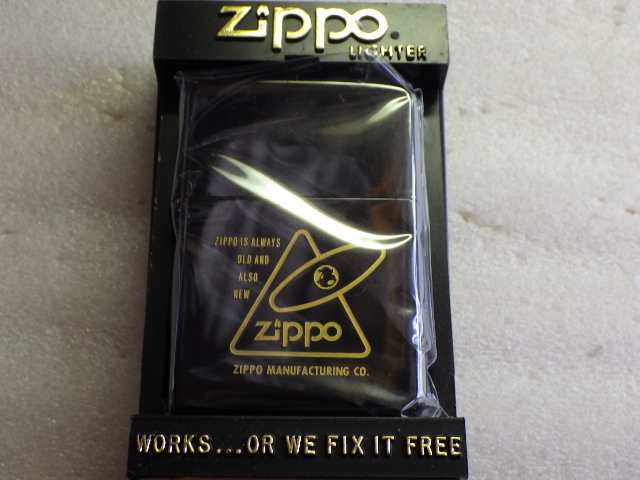 Zippo
LIGHTER
ZIPPO IS ALWAYS
OLD AND
ALSO
NEW
Zippo
ZIPPO MANUFACTURING CO.
WORKS...OR WE FIX IT FREE